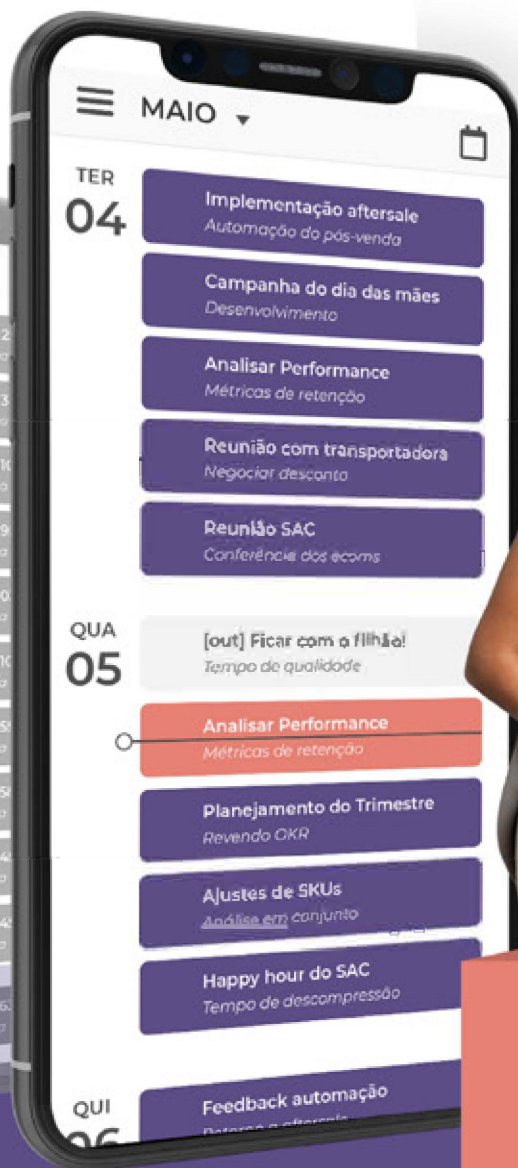 MAIO
TER
04
Implementação aftersale
Automação do pós-venda
Campanha do dia das mães
Desenvolvimento
Analisar Performance
Métricas de retenção
Reunião com transportadora
Negociar desconto
Reunião SAC
Conferência dos ecoms
QUA
05
[out] Ficar com o filhão!
Tempo de qualidade
Analisar Performance
Métricas de retenção
Planejamento do Trimestre
Revendo OKR
Ajustes de SKUs
Análise em conjunto
Happy hour do SAC
Tempo de descompressão
QUI
06
Feedback automação